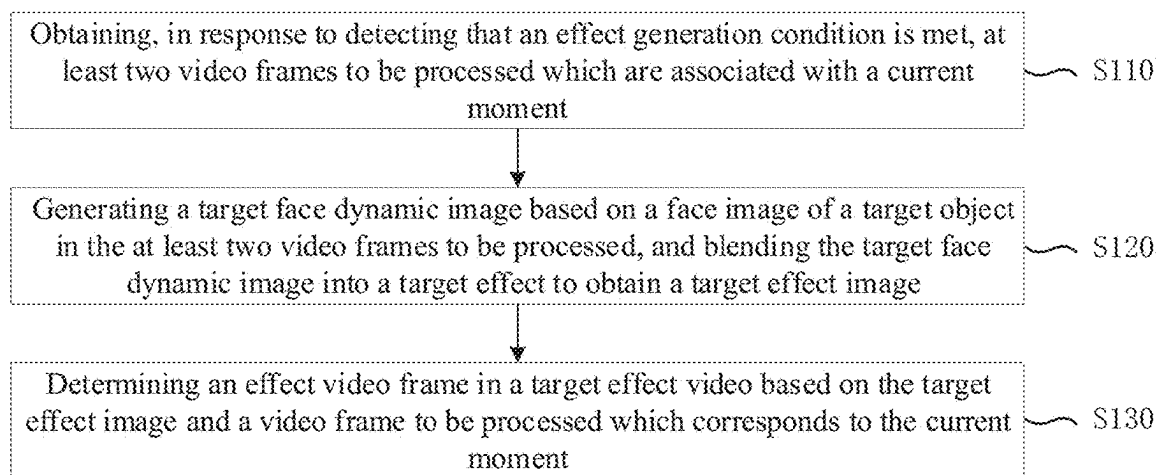 Obtaining, in response to detecting that an effect generation condition is met, at
least two video frames to be processed which are associated with a current
moment
S110
Generating a target face dynamic image based on a face image of a target object
in the at least two video frames to be processed, and blending the target face
dynamic image into a target effect to obtain a target effect image
S120
Determining an effect video frame in a target effect video based on the target
effect image and a video frame to be processed which corresponds to the current
moment
S130